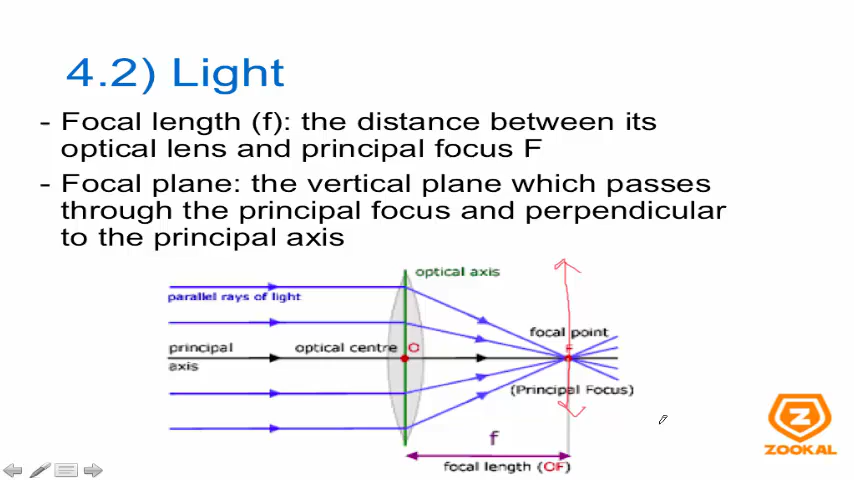 4.2) Light
- Focal length (f): the distance between its
optical lens and principal focus F
- Focal plane: the vertical plane which passes
through the principal focus and perpendicular
to the principal axis
optical axis
parallel rays of light
focal point
principal
axis
optical centre
O
F
(Principal Focus)
f
focal length (OF)
Z
ZOOKAL